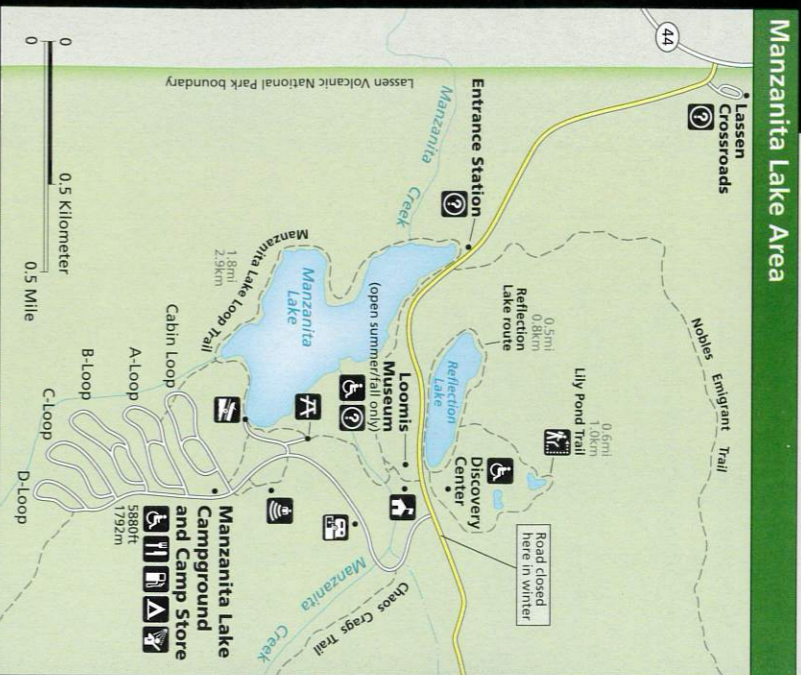 Manzanita Lake Area
44
Lassen
Crossroads
?
Nobles Emigrant Trail
Lassen Volcanic National Park boundary
Manzanita Creek
Entrance Station
?
0.5mi
0.8km
Reflection
Lake route
0.6mi
1.0km
Lily Pond Trail
Reflection
Lake
Discovery
Center
Road closed
here in winter
Loomis
Museum
(open summer/fall only)
?
Manzanita
Lake
Manzanita Lake Loop Trail
1.8mi
2.9km
Manzanita Creek
Chaos Crags Trail
Manzanita Lake
Campground
and Camp Store
5880ft
1792m
Cabin Loop
A-Loop
B-Loop
C-Loop
D-Loop
0 0.5 Kilometer
0 0.5 Mile